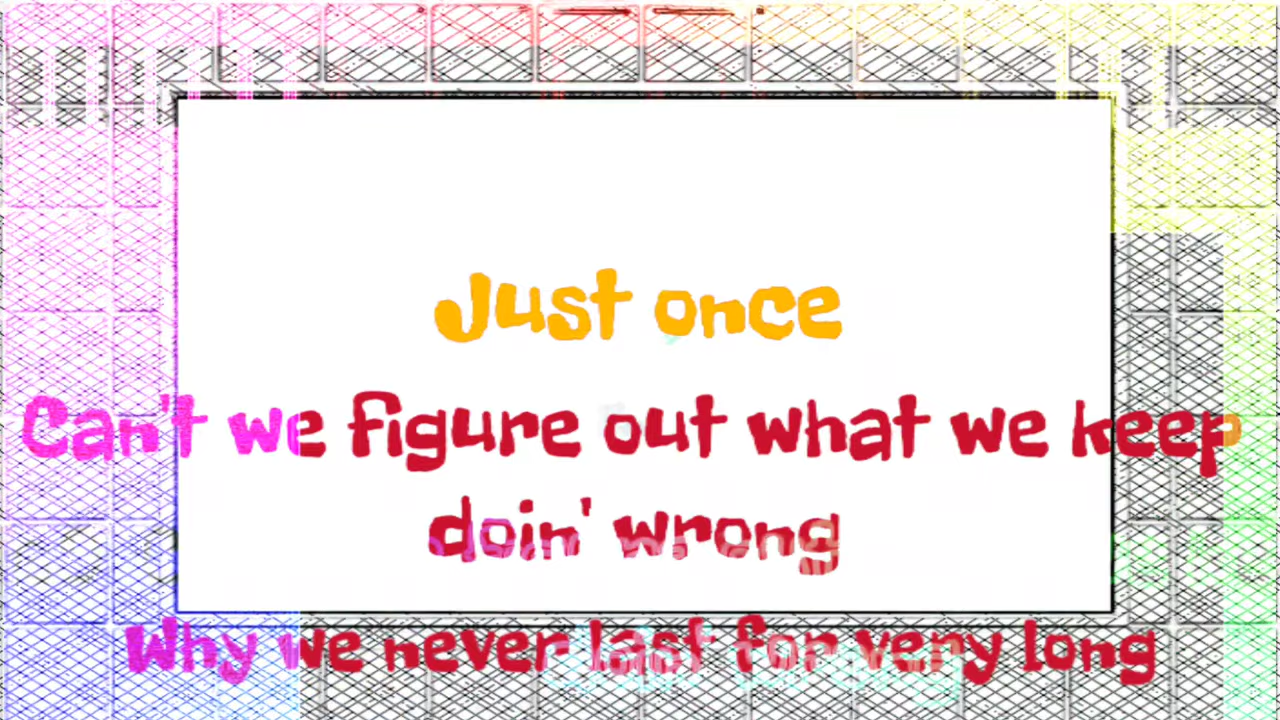 Just once
Can't we figure out what we keep
doin' wrong
Why we never last for very long